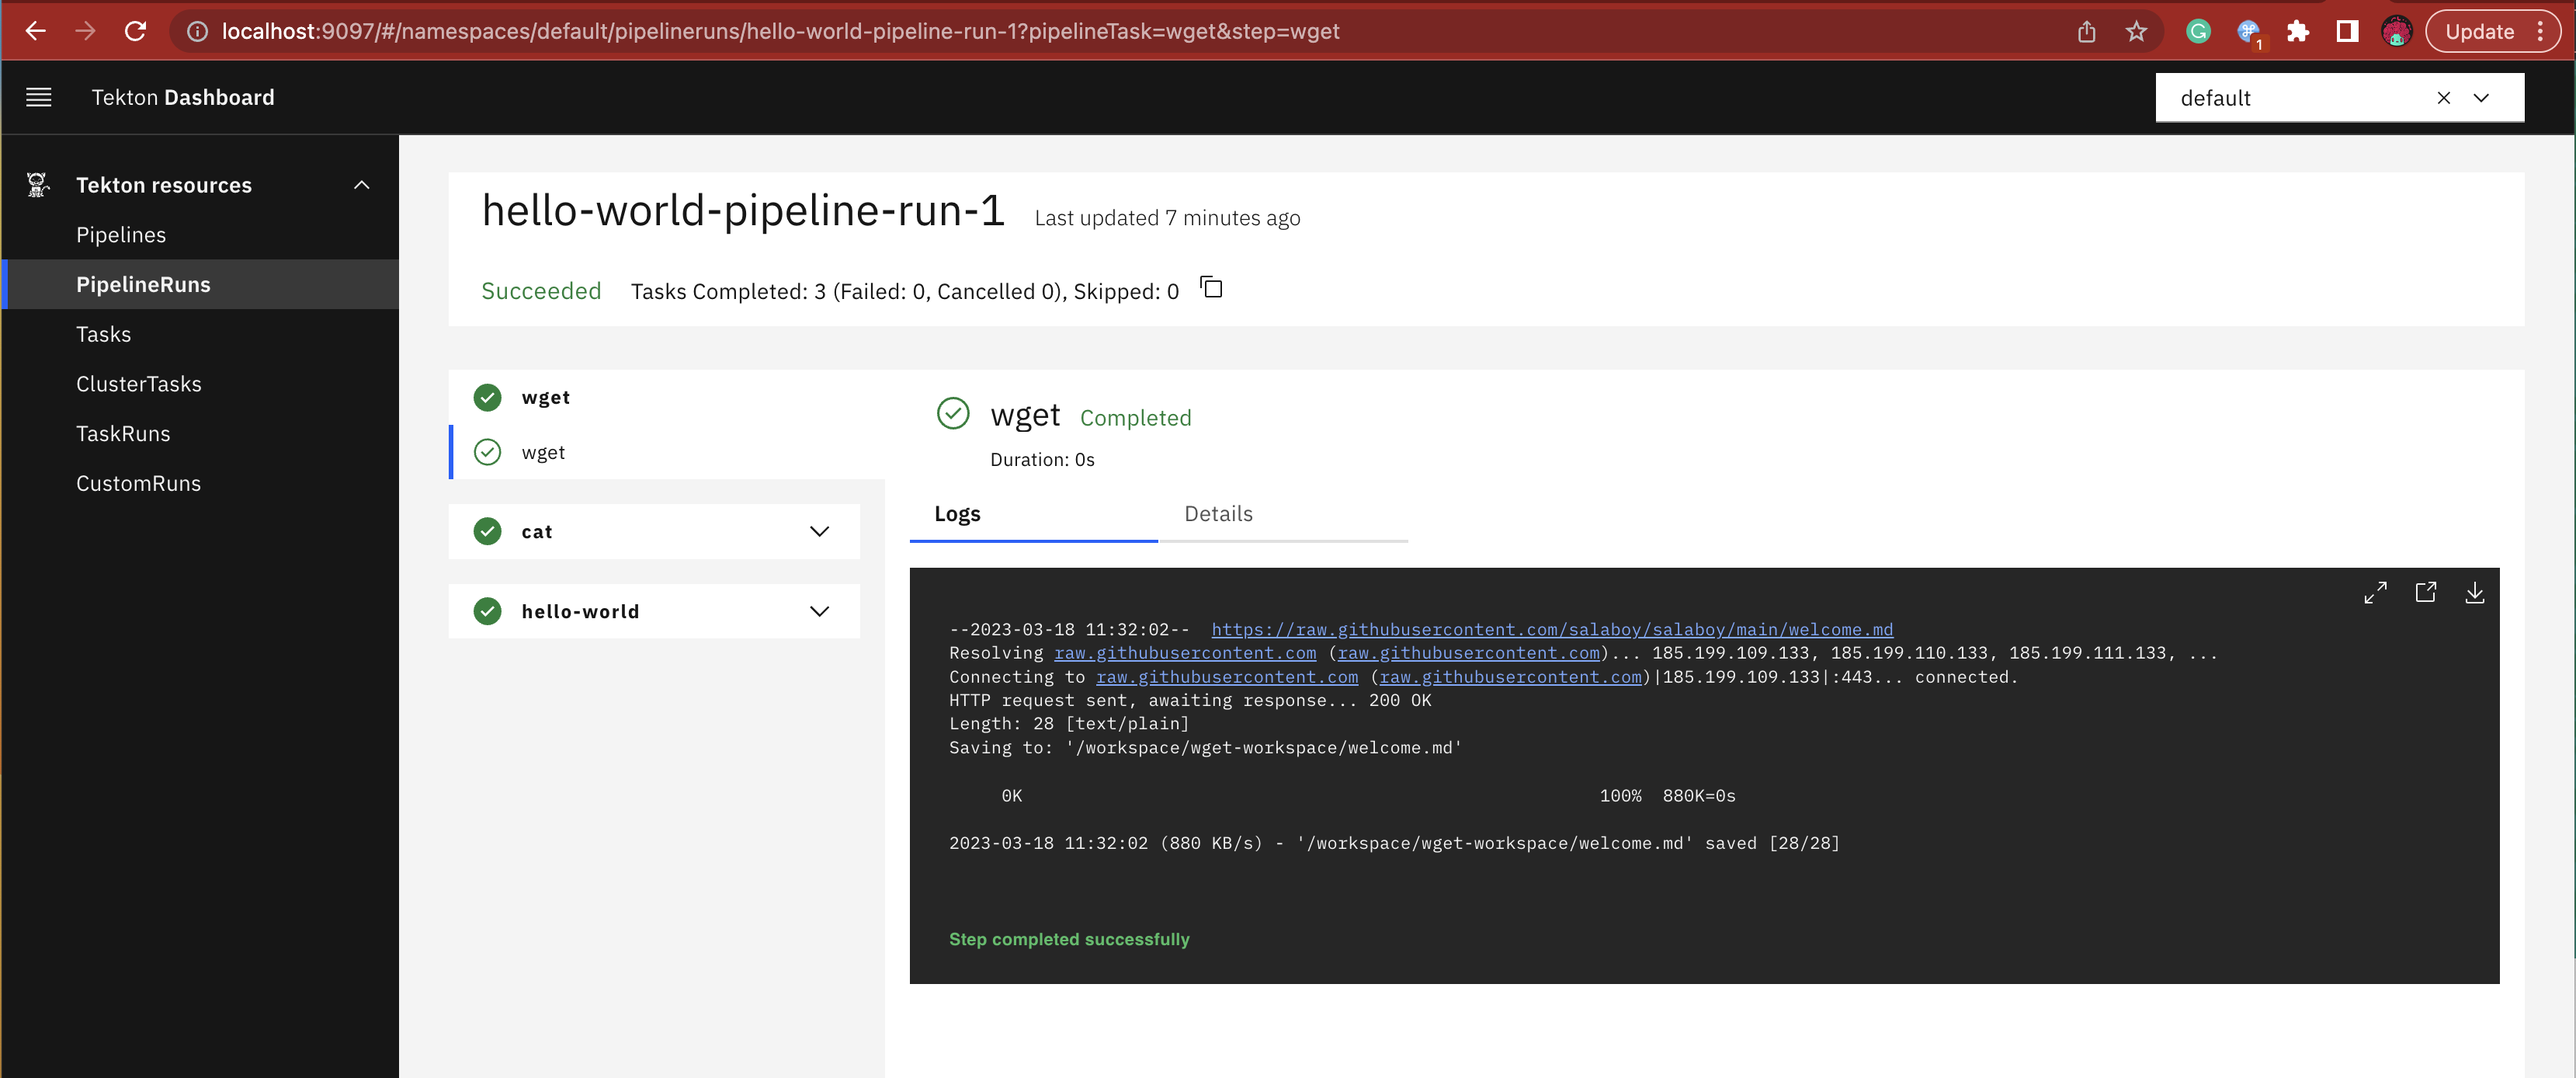 localhost:9097/#/namespaces/default/pipelineruns/hello-world-pipeline-run-1?pipelineTask=wget&step=wget
G
1
Update
Tekton Dashboard
default
Tekton resources
Pipelines
PipelineRuns
Tasks
ClusterTasks
TaskRuns
CustomRuns
hello-world-pipeline-run-1 Last updated 7 minutes ago
Succeeded Tasks Completed: 3 (Failed: 0, Cancelled 0), Skipped: 0
wget
wget
cat
hello-world
wget Completed
Duration: 0s
Logs Details
--2023-03-18 11:32:02-- https://raw.githubusercontent.com/salaboy/salaboy/main/welcome.md
Resolving raw.githubusercontent.com (raw.githubusercontent.com)... 185.199.109.133, 185.199.110.133, 185.199.111.133, ...
Connecting to raw.githubusercontent.com (raw.githubusercontent.com)|185.199.109.133|:443... connected.
HTTP request sent, awaiting response... 200 OK
Length: 28 [text/plain]
Saving to: '/workspace/wget-workspace/welcome.md'
0K 100% 880K=0s
2023-03-18 11:32:02 (880 KB/s) - '/workspace/wget-workspace/welcome.md' saved [28/28]
Step completed successfully